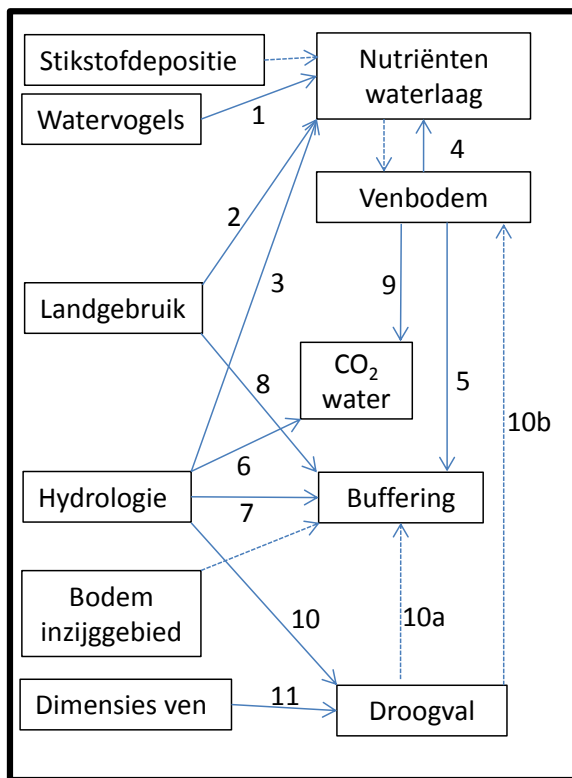 Stikstofdepositie
Nutriënten
waterlaag
Watervogels
1
4
Venbodem
2
3
9
Landgebruik
CO₂
water
5
8
10b
6
Hydrologie
7
Buffering
Bodem
inzijggebied
10
10a
Dimensies ven
11
Droogval